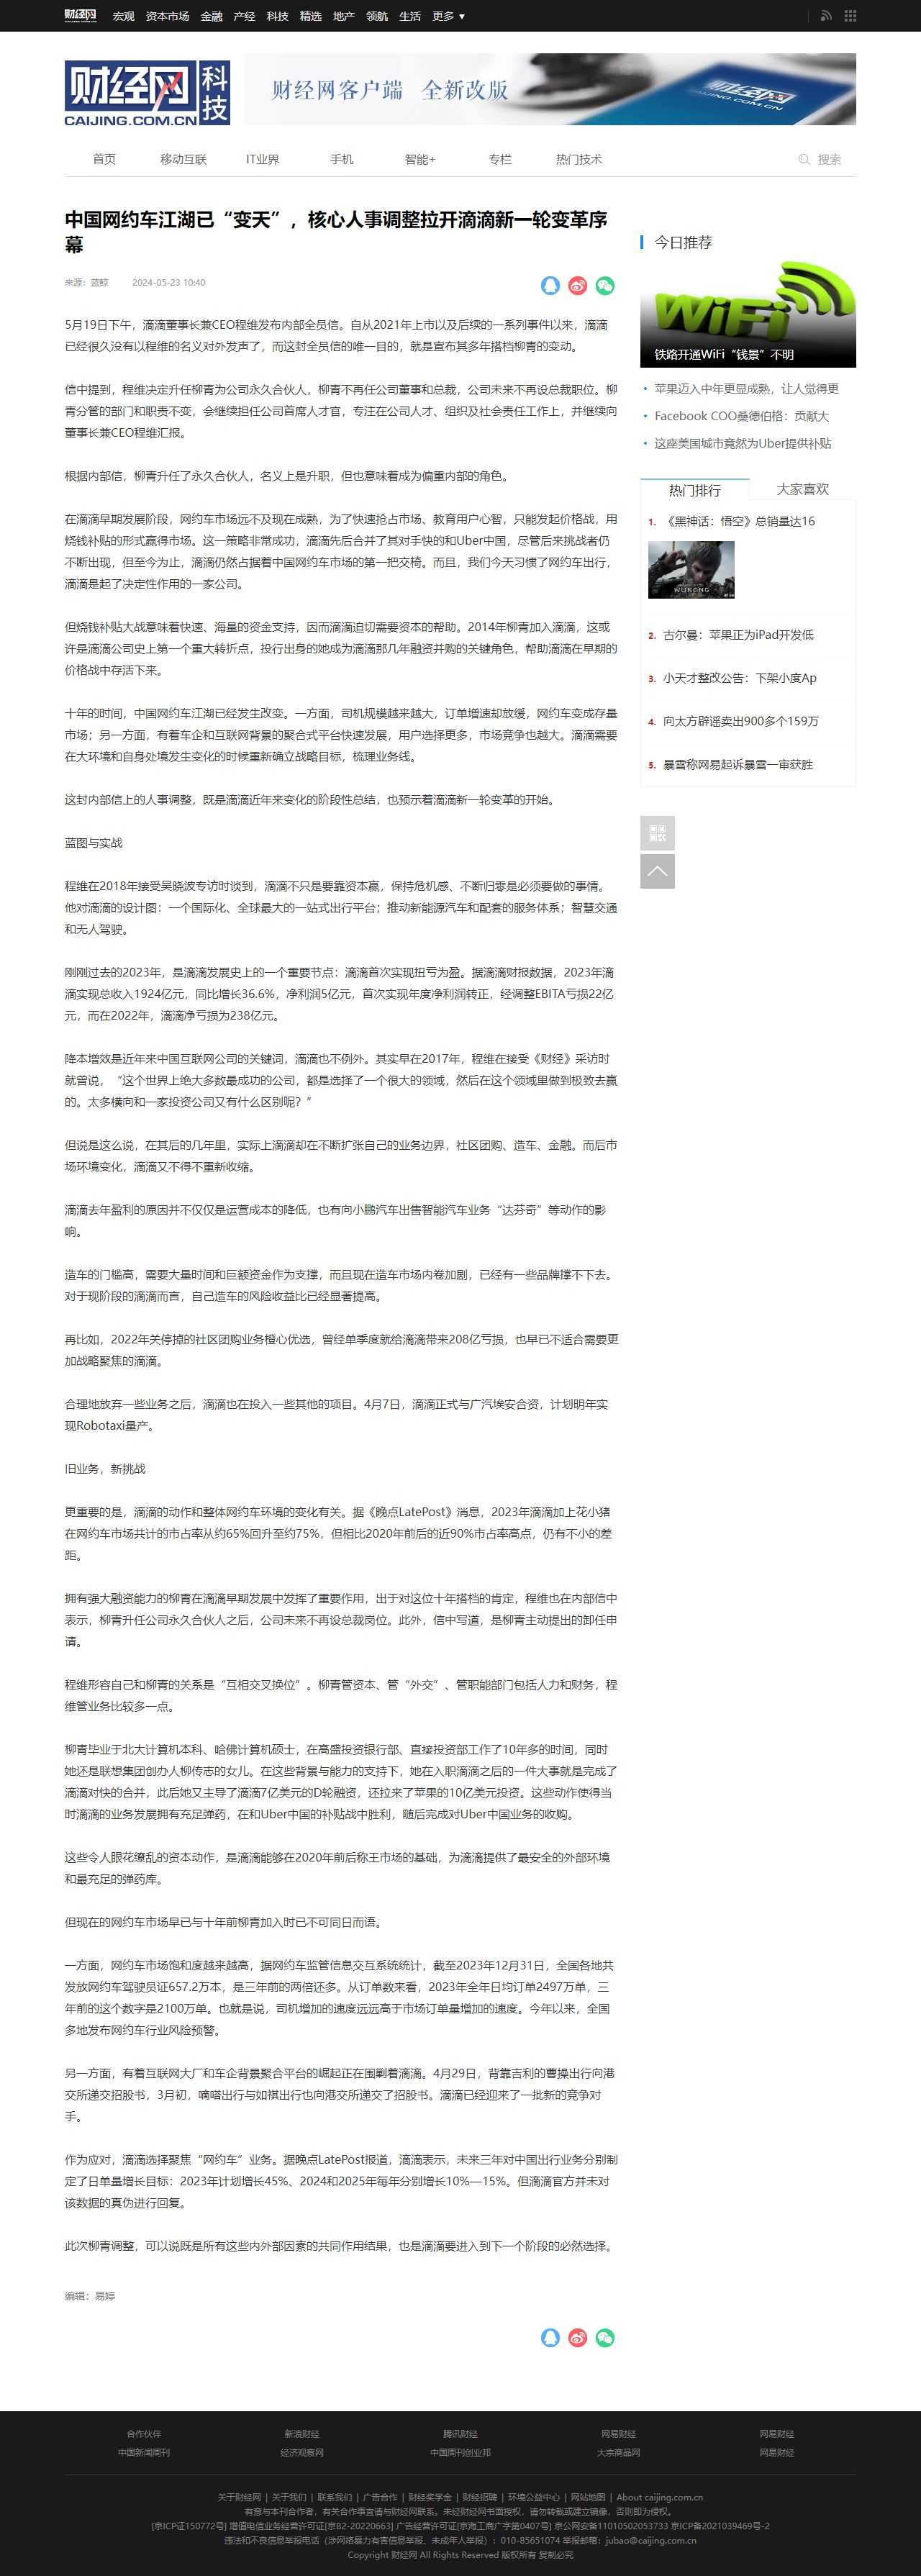 财经网 宏观 资本市场 金融 产经 科技 精选 地产 领航 生活 更多 ▼
财经网 科技
CAIJING.COM.CN
财经网客户端 全新改版
首页 移动互联 IT业界 手机 智能+ 专栏 热门技术 搜索
中国网约车江湖已“变天”，核心人事调整拉开滴滴新一轮变革序
幕
来源：蓝鲸 2024-05-23 10:40
5月19日下午，滴滴董事长兼CEO程维发布内部全员信。自从2021年上市以及后续的一系列事件以来，滴滴
已经很久没有以程维的名义对外发声了，而这封全员信的唯一目的，就是宣布其多年搭档柳青的变动。
信中提到，程维决定升任柳青为公司永久合伙人，柳青不再任公司董事和总裁，公司未来不再设总裁职位。柳
青分管的部门和职责不变，会继续担任公司首席人才官，专注在公司人才、组织及社会责任工作上，并继续向
董事长兼CEO程维汇报。
根据内部信，柳青升任了永久合伙人，名义上是升职，但也意味着成为偏重内部的角色。
在滴滴早期发展阶段，网约车市场远不及现在成熟，为了快速抢占市场、教育用户心智，只能发起价格战，用
烧钱补贴的形式赢得市场。这一策略非常成功，滴滴先后合并了其对手快的和Uber中国，尽管后来挑战者仍
不断出现，但至今为止，滴滴仍然占据着中国网约车市场的第一把交椅。而且，我们今天习惯了网约车出行，
滴滴是起了决定性作用的一家公司。
但烧钱补贴大战意味着快速、海量的资金支持，因而滴滴迫切需要资本的帮助。2014年柳青加入滴滴，这或
许是滴滴公司史上第一个重大转折点，投行出身的她成为滴滴那几年融资并购的关键角色，帮助滴滴在早期的
价格战中存活下来。
十年的时间，中国网约车江湖已经发生改变。一方面，司机规模越来越大，订单增速却放缓，网约车变成存量
市场；另一方面，有着车企和互联网背景的聚合式平台快速发展，用户选择更多，市场竞争也越大。滴滴需要
在大环境和自身处境发生变化的时候重新确立战略目标，梳理业务线。
这封内部信上的人事调整，既是滴滴近年来变化的阶段性总结，也预示着滴滴新一轮变革的开始。
蓝图与实战
程维在2018年接受吴晓波专访时谈到，滴滴不只是要靠资本赢，保持危机感、不断归零是必须要做的事情。
他对滴滴的设计图：一个国际化、全球最大的一站式出行平台；推动新能源汽车和配套的服务体系；智慧交通
和无人驾驶。
刚刚过去的2023年，是滴滴发展史上的一个重要节点：滴滴首次实现扭亏为盈。据滴滴财报数据，2023年滴
滴实现总收入1924亿元，同比增长36.6%，净利润5亿元，首次实现年度净利润转正，经调整EBITA亏损22亿
元，而在2022年，滴滴净亏损为238亿元。
降本增效是近年来中国互联网公司的关键词，滴滴也不例外。其实早在2017年，程维在接受《财经》采访时
就曾说，“这个世界上绝大多数最成功的公司，都是选择了一个很大的领域，然后在这个领域里做到极致去赢
的。太多横向和一家投资公司又有什么区别呢？”
但说是这么说，在其后的几年里，实际上滴滴却在不断扩张自己的业务边界，社区团购、造车、金融。而后市
场环境变化，滴滴又不得不重新收缩。
滴滴去年盈利的原因并不仅仅是运营成本的降低，也有向小鹏汽车出售智能汽车业务“达芬奇”等动作的影
响。
造车的门槛高，需要大量时间和巨额资金作为支撑，而且现在造车市场内卷加剧，已经有一些品牌撑不下去。
对于现阶段的滴滴而言，自己造车的风险收益比已经显著提高。
再比如，2022年关停掉的社区团购业务橙心优选，曾经单季度就给滴滴带来208亿亏损，也早已不适合需要更
加战略聚焦的滴滴。
合理地放弃一些业务之后，滴滴也在投入一些其他的项目。4月7日，滴滴正式与广汽埃安合资，计划明年实
现Robotaxi量产。
旧业务，新挑战
更重要的是，滴滴的动作和整体网约车环境的变化有关。据《晚点LatePost》消息，2023年滴滴加上花小猪
在网约车市场共计的市占率从约65%回升至约75%，但相比2020年前后的近90%市占率高点，仍有不小的差
距。
拥有强大融资能力的柳青在滴滴早期发展中发挥了重要作用，出于对这位十年搭档的肯定，程维也在内部信中
表示，柳青升任公司永久合伙人之后，公司未来不再设总裁岗位。此外，信中写道，是柳青主动提出的卸任申
请。
程维形容自己和柳青的关系是“互相交叉换位”。柳青管资本、管“外交”、管职能部门包括人力和财务，程
维管业务比较多一点。
柳青毕业于北大计算机本科、哈佛计算机硕士，在高盛投资银行部、直接投资部工作了10年多的时间，同时
她还是联想集团创办人柳传志的女儿。在这些背景与能力的支持下，她在入职滴滴之后的一件大事就是完成了
滴滴对快的合并，此后她又主导了滴滴7亿美元的D轮融资，还拉来了苹果的10亿美元投资。这些动作使得当
时滴滴的业务发展拥有充足弹药，在和Uber中国的补贴战中胜利，随后完成对Uber中国业务的收购。
这些令人眼花缭乱的资本动作，是滴滴能够在2020年前后称王市场的基础，为滴滴提供了最安全的外部环境
和最充足的弹药库。
但现在的网约车市场早已与十年前柳青加入时已不可同日而语。
一方面，网约车市场饱和度越来越高，据网约车监管信息交互系统统计，截至2023年12月31日，全国各地共
发放网约车驾驶员证657.2万本，是三年前的两倍还多。从订单数来看，2023年全年日均订单2497万单，三
年前的这个数字是2100万单。也就是说，司机增加的速度远远高于市场订单量增加的速度。今年以来，全国
多地发布网约车行业风险预警。
另一方面，有着互联网大厂和车企背景聚合平台的崛起正在围剿着滴滴。4月29日，背靠吉利的曹操出行向港
交所递交招股书，3月初，嘀嗒出行与如祺出行也向港交所递交了招股书。滴滴已经迎来了一批新的竞争对
手。
作为应对，滴滴选择聚焦“网约车”业务。据晚点LatePost报道，滴滴表示，未来三年对中国出行业务分别制
定了日单量增长目标：2023年计划增长45%、2024和2025年每年分别增长10%—15%。但滴滴官方并未对
该数据的真伪进行回复。
此次柳青调整，可以说既是所有这些内外部因素的共同作用结果，也是滴滴要进入到下一个阶段的必然选择。
编辑：易婷
今日推荐
WiFi
铁路开通WiFi“钱景”不明
苹果迈入中年更显成熟，让人觉得更
Facebook COO桑德伯格：贡献大
这座美国城市竟然为Uber提供补贴
热门排行 大家喜欢
1. 《黑神话：悟空》总销量达16
WUKONG
2. 古尔曼：苹果正为iPad开发低
3. 小天才整改公告：下架小度Ap
4. 向太方辟谣卖出900多个159万
5. 暴雪称网易起诉暴雪一审获胜
合作伙伴 新浪财经 腾讯财经 网易财经 网易财经
中国新闻周刊 经济观察网 中国周刊创业邦 大宗商品网 网易财经
关于财经网 | 关于我们 | 联系我们 | 广告合作 | 财经奖学金 | 财经招聘 | 环境公益中心 | 网站地图 | About caijing.com.cn
有意与本刊合作者，有关合作事宜请与财经网联系。未经财经网书面授权，请勿转载或建立镜像，否则即为侵权。
[京ICP证150772号] 增值电信业务经营许可证[京B2-20220663] 广告经营许可证[京海工商广字第0407号] 京公网安备11010502053733 京ICP备2021039469号-2
违法和不良信息举报电话（涉网络暴力有害信息举报、未成年人举报）：010-85651074 举报邮箱：jubao@caijing.com.cn
Copyright 财经网 All Rights Reserved 版权所有 复制必究